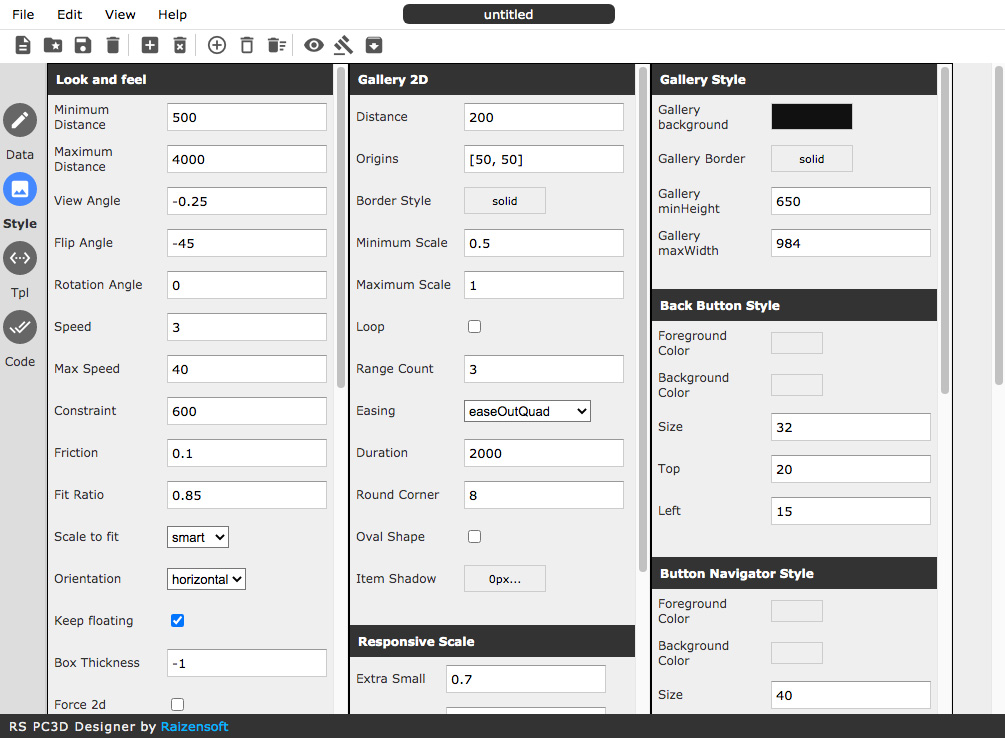 File Edit View Help
untitled
Data
Style
Tpl
Code
Look and feel
Minimum
Distance
500
Maximum
Distance
4000
View Angle
-0.25
Flip Angle
-45
Rotation Angle
0
Speed
3
Max Speed
40
Constraint
600
Friction
0.1
Fit Ratio
0.85
Scale to fit
smart
Orientation
horizontal
Keep floating
Box Thickness
-1
Force 2d
Gallery 2D
Distance
200
Origins
[50, 50]
Border Style
solid
Minimum Scale
0.5
Maximum Scale
1
Loop
Range Count
3
Easing
easeOutQuad
Duration
2000
Round Corner
8
Oval Shape
Item Shadow
0px...
Responsive Scale
Extra Small
0.7
Gallery Style
Gallery
background
Gallery Border
solid
Gallery
minHeight
650
Gallery
maxWidth
984
Back Button Style
Foreground
Color
Background
Color
Size
32
Top
20
Left
15
Button Navigator Style
Foreground
Color
Background
Color
Size
40
RS PC3D Designer by Raizensoft